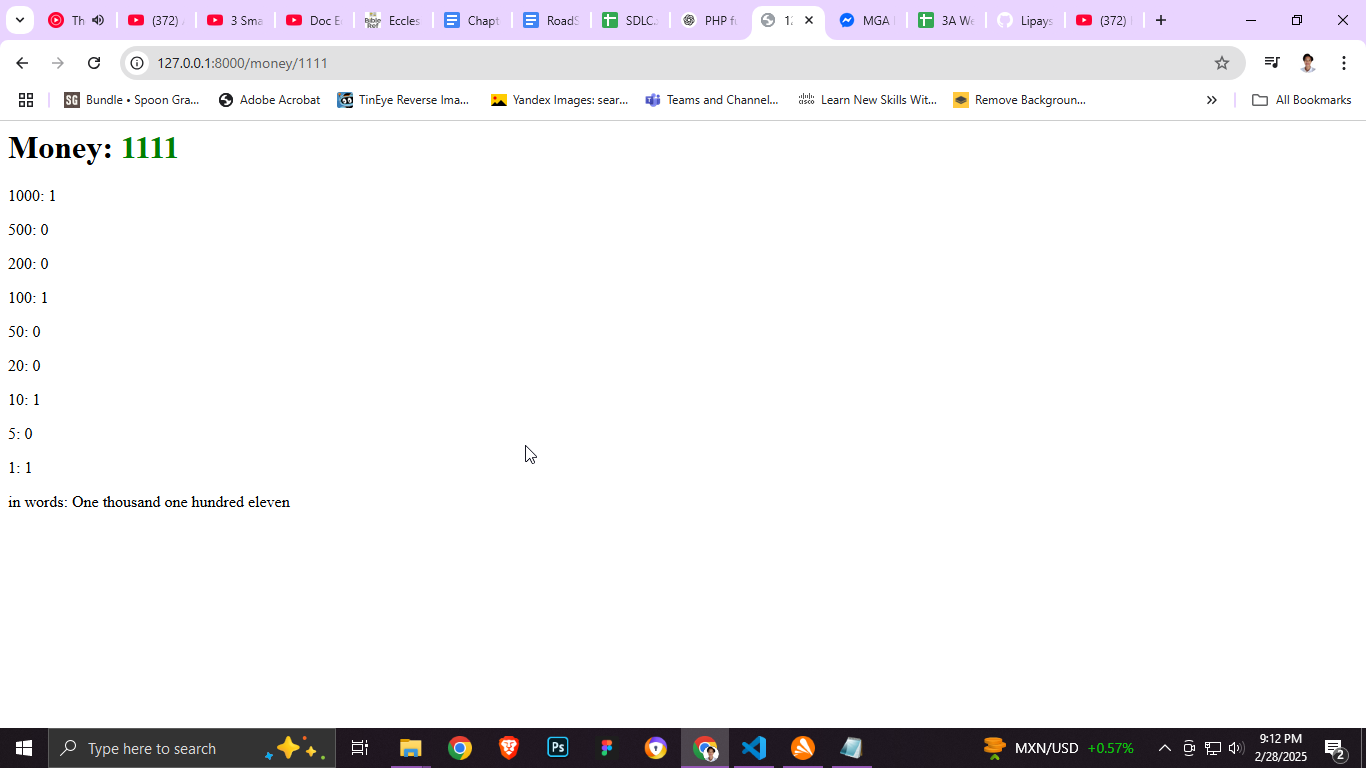 Th (372) 3 Sma Doc E Eccles Chapt RoadS SDLC. PHP fu 12 MGA 3A We Lipays (372)
127.0.0.1:8000/money/1111
Bundle • Spoon Gra... Adobe Acrobat TinEye Reverse Ima... Yandex Images: sear... Teams and Channel... Learn New Skills Wit... Remove Backgroun... » All Bookmarks
Money: 1111
1000: 1
500: 0
200: 0
100: 1
50: 0
20: 0
10: 1
5: 0
1: 1
in words: One thousand one hundred eleven
Type here to search Ps MXN/USD +0.57% 9:12 PM
2/28/2025 2